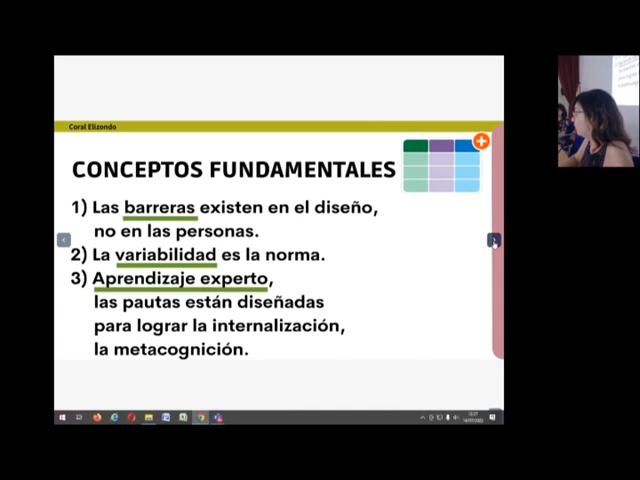 Coral Elizondo
CONCEPTOS FUNDAMENTALES
1) Las barreras existen en el diseño,
no en las personas.
2) La variabilidad es la norma.
3) Aprendizaje experto,
las pautas están diseñadas
para lograr la internalización,
la metacognición.